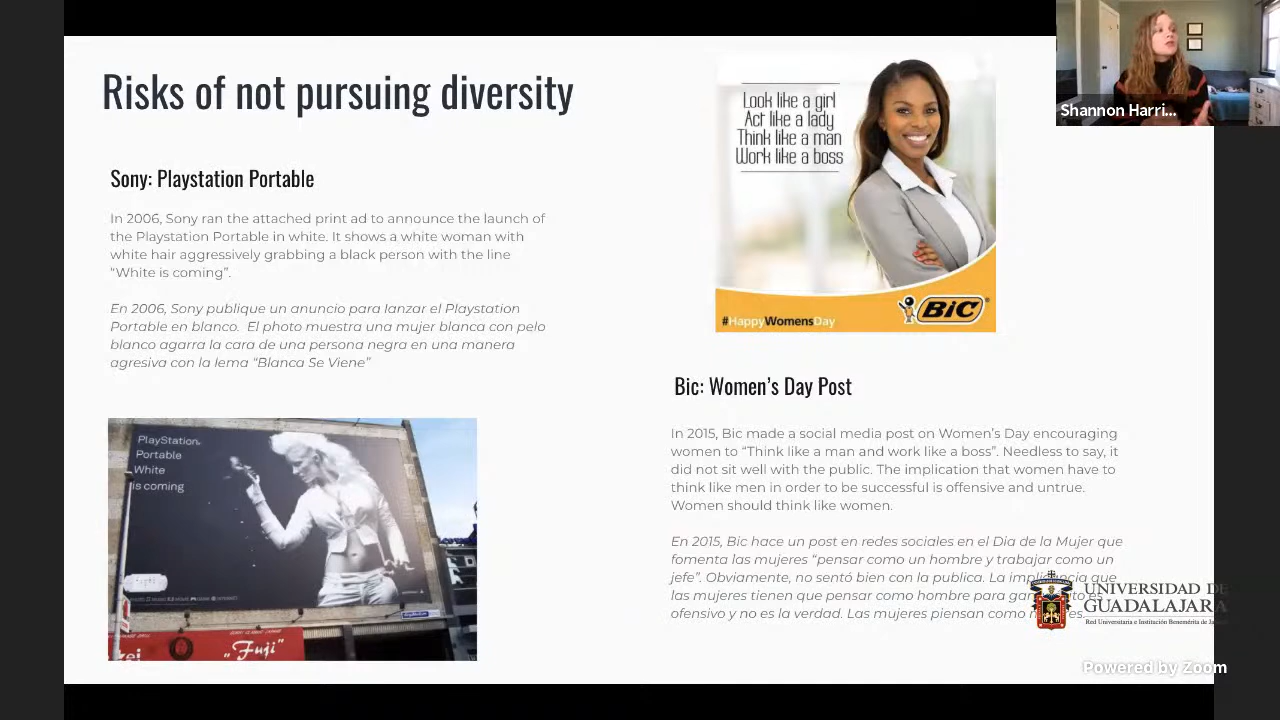 Risks of not pursuing diversity
Sony: Playstation Portable
In 2006, Sony ran the attached print ad to announce the launch of
the Playstation Portable in white. It shows a white woman with
white hair aggressively grabbing a black person with the line
“White is coming”.
En 2006, Sony publique un anuncio para lanzar el Playstation
Portable en blanco. El photo muestra una mujer blanca con pelo
blanco agarra la cara de una persona negra en una manera
agresiva con la lema “Blanca Se Viene”
PlayStation.
Portable
White
is coming
"Fuji"
Look like a girl
Act like a lady
Think like a man
Work like a boss
#HappyWomensDay
BiC®
Bic: Women’s Day Post
In 2015, Bic made a social media post on Women’s Day encouraging
women to “Think like a man and work like a boss”. Needless to say, it
did not sit well with the public. The implication that women have to
think like men in order to be successful is offensive and untrue.
Women should think like women.
En 2015, Bic hace un post en redes sociales en el Dia de la Mujer que
fomenta las mujeres “pensar como un hombre y trabajar como un
jefe”. Obviamente, no sentó bien con la publica. La implicancia que
las mujeres tienen que pensar como hombre para
ofensivo y no es la verdad. Las mujeres piensan como
Shannon Harri...
UNIVERSIDAD DE
GUADALAJARA
Red Universitaria e Institución Benemérita de
Powered by Zoom